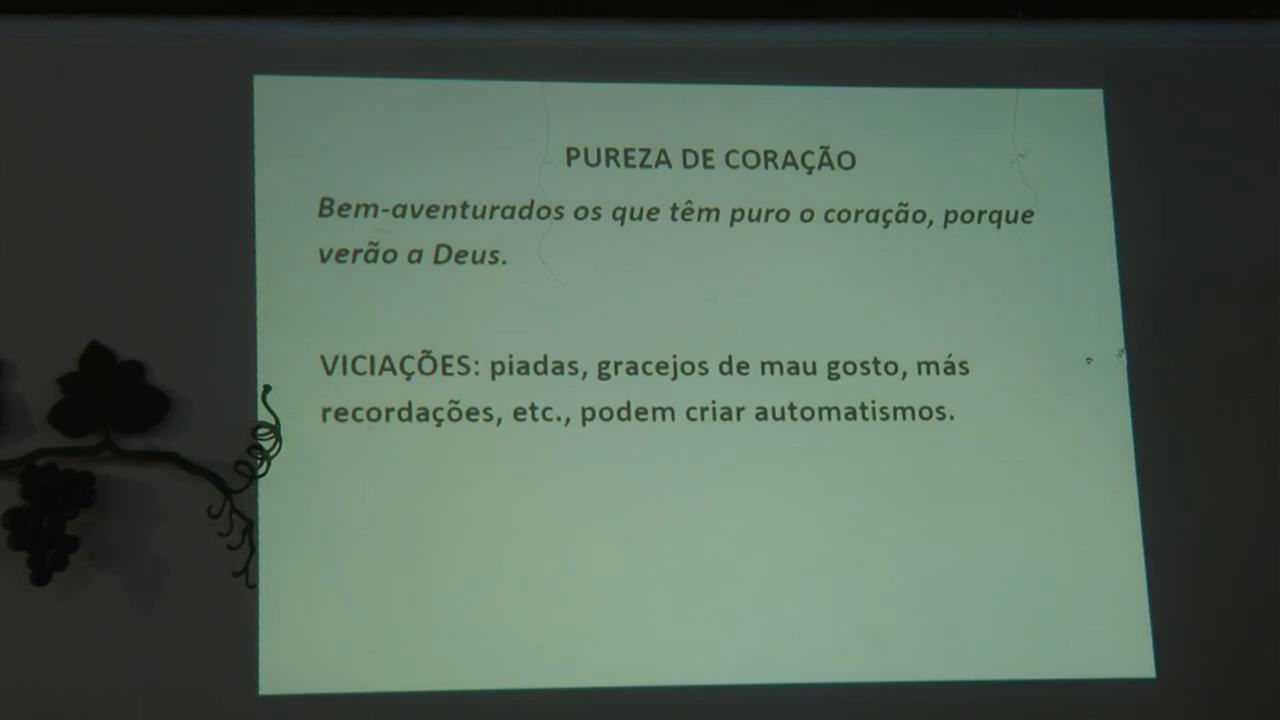 PUREZA DE CORAÇÃO
Bem-aventurados os que têm puro o coração, porque
verão a Deus.
VICIAÇÕES: piadas, gracejos de mau gosto, más
recordações, etc., podem criar automatismos.